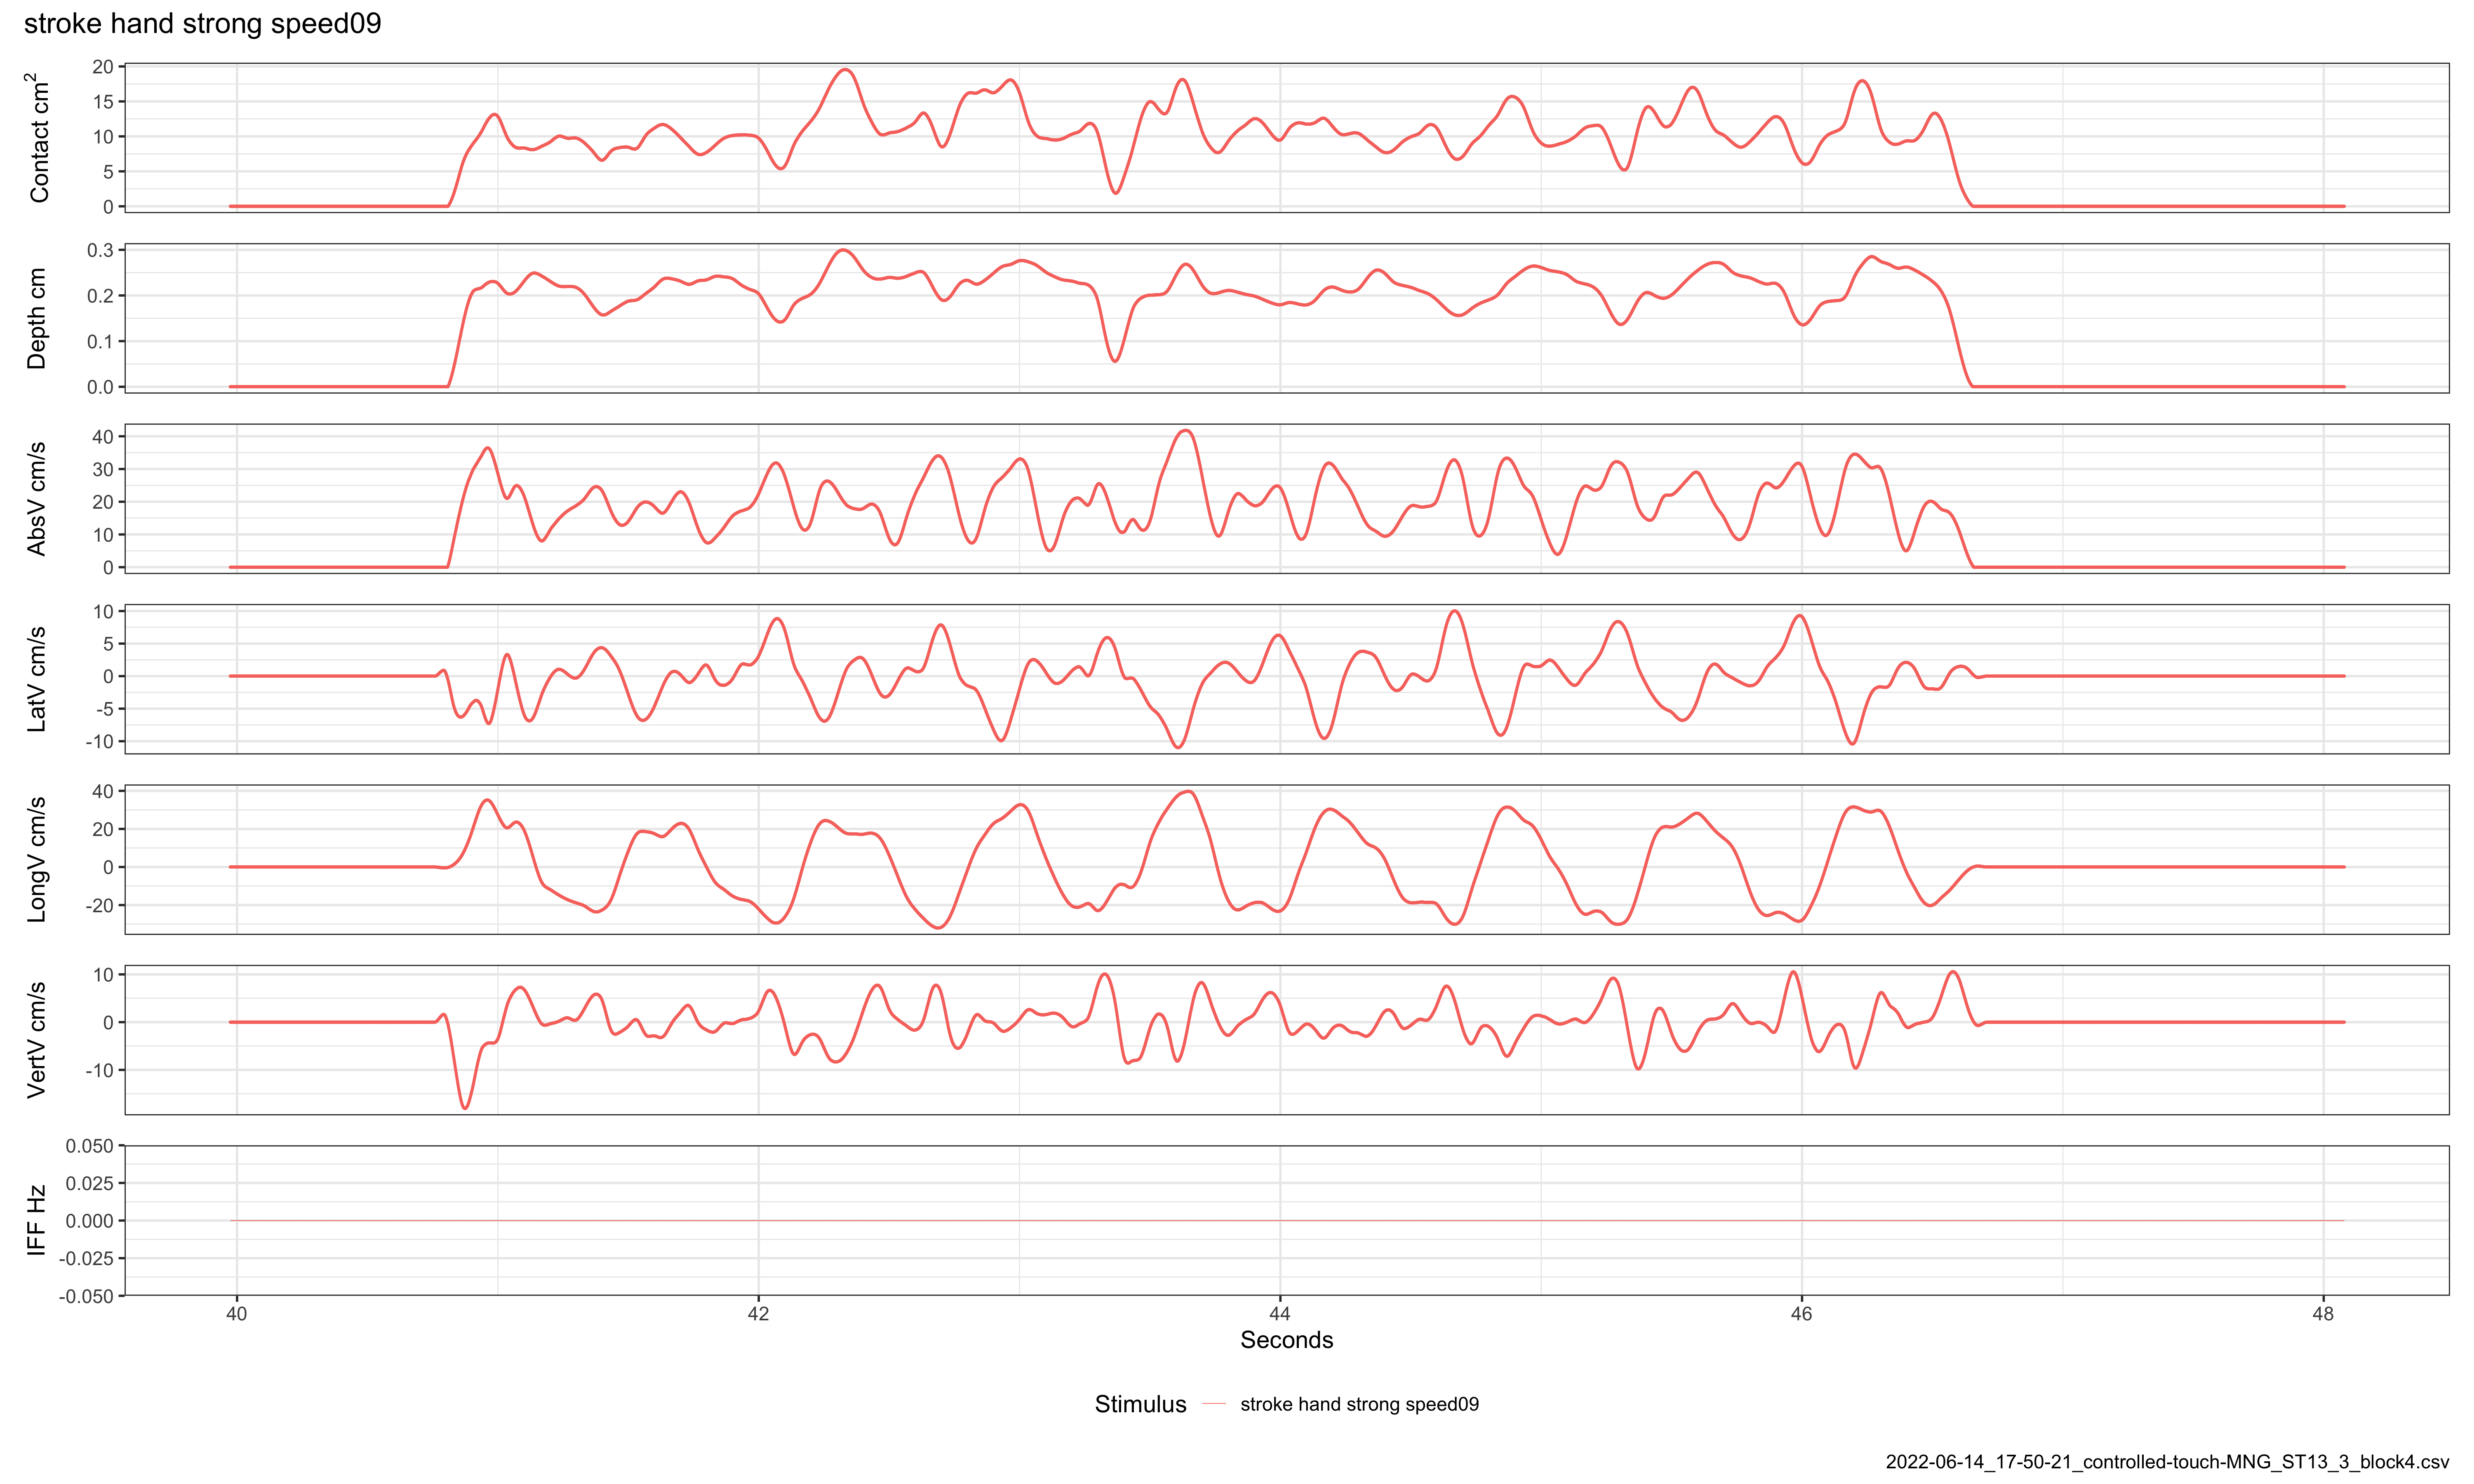 stroke hand strong speed09
Contact cm²
20
15
10
5
0
Depth cm
0.3
0.2
0.1
0.0
AbsV cm/s
40
30
20
10
0
LatV cm/s
10
5
0
-5
-10
LongV cm/s
40
20
0
-20
VertV cm/s
10
0
-10
IFF Hz
0.050
0.025
0.000
-0.025
-0.050
40 42 44 46 48
Seconds
Stimulus stroke hand strong speed09
2022-06-14_17-50-21_controlled-touch-MNG_ST13_3_block4.csv